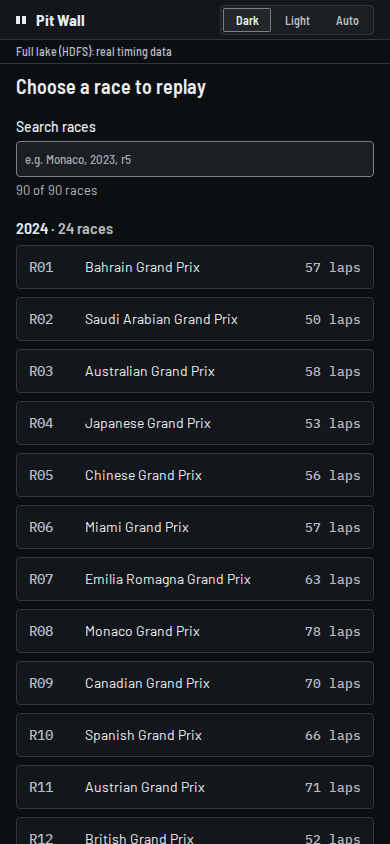 Pit Wall
Dark Light Auto
Full lake (HDFS): real timing data
Choose a race to replay
Search races
e.g. Monaco, 2023, r5
90 of 90 races
2024 · 24 races
R01 Bahrain Grand Prix 57 laps
R02 Saudi Arabian Grand Prix 50 laps
R03 Australian Grand Prix 58 laps
R04 Japanese Grand Prix 53 laps
R05 Chinese Grand Prix 56 laps
R06 Miami Grand Prix 57 laps
R07 Emilia Romagna Grand Prix 63 laps
R08 Monaco Grand Prix 78 laps
R09 Canadian Grand Prix 70 laps
R10 Spanish Grand Prix 66 laps
R11 Austrian Grand Prix 71 laps
R12 British Grand Prix 52 laps